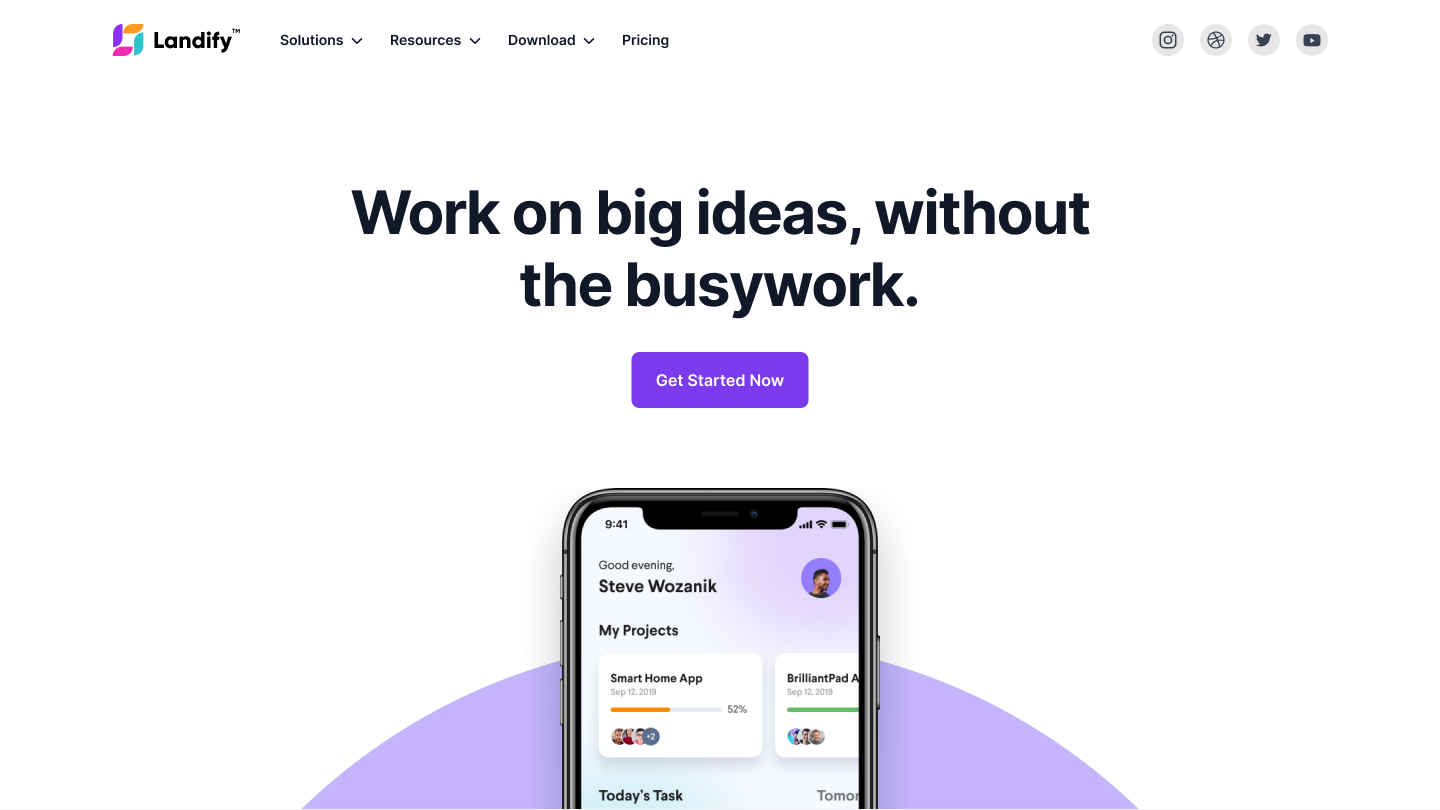 Landify™
Solutions
Resources
Download
Pricing
Work on big ideas, without
the busywork.
Get Started Now
9:41
Good evening,
Steve Wozanik
My Projects
Smart Home App
Sep 12, 2019
52%
+2
BrilliantPad A
Sep 12, 2019
Today's Task
Tomor